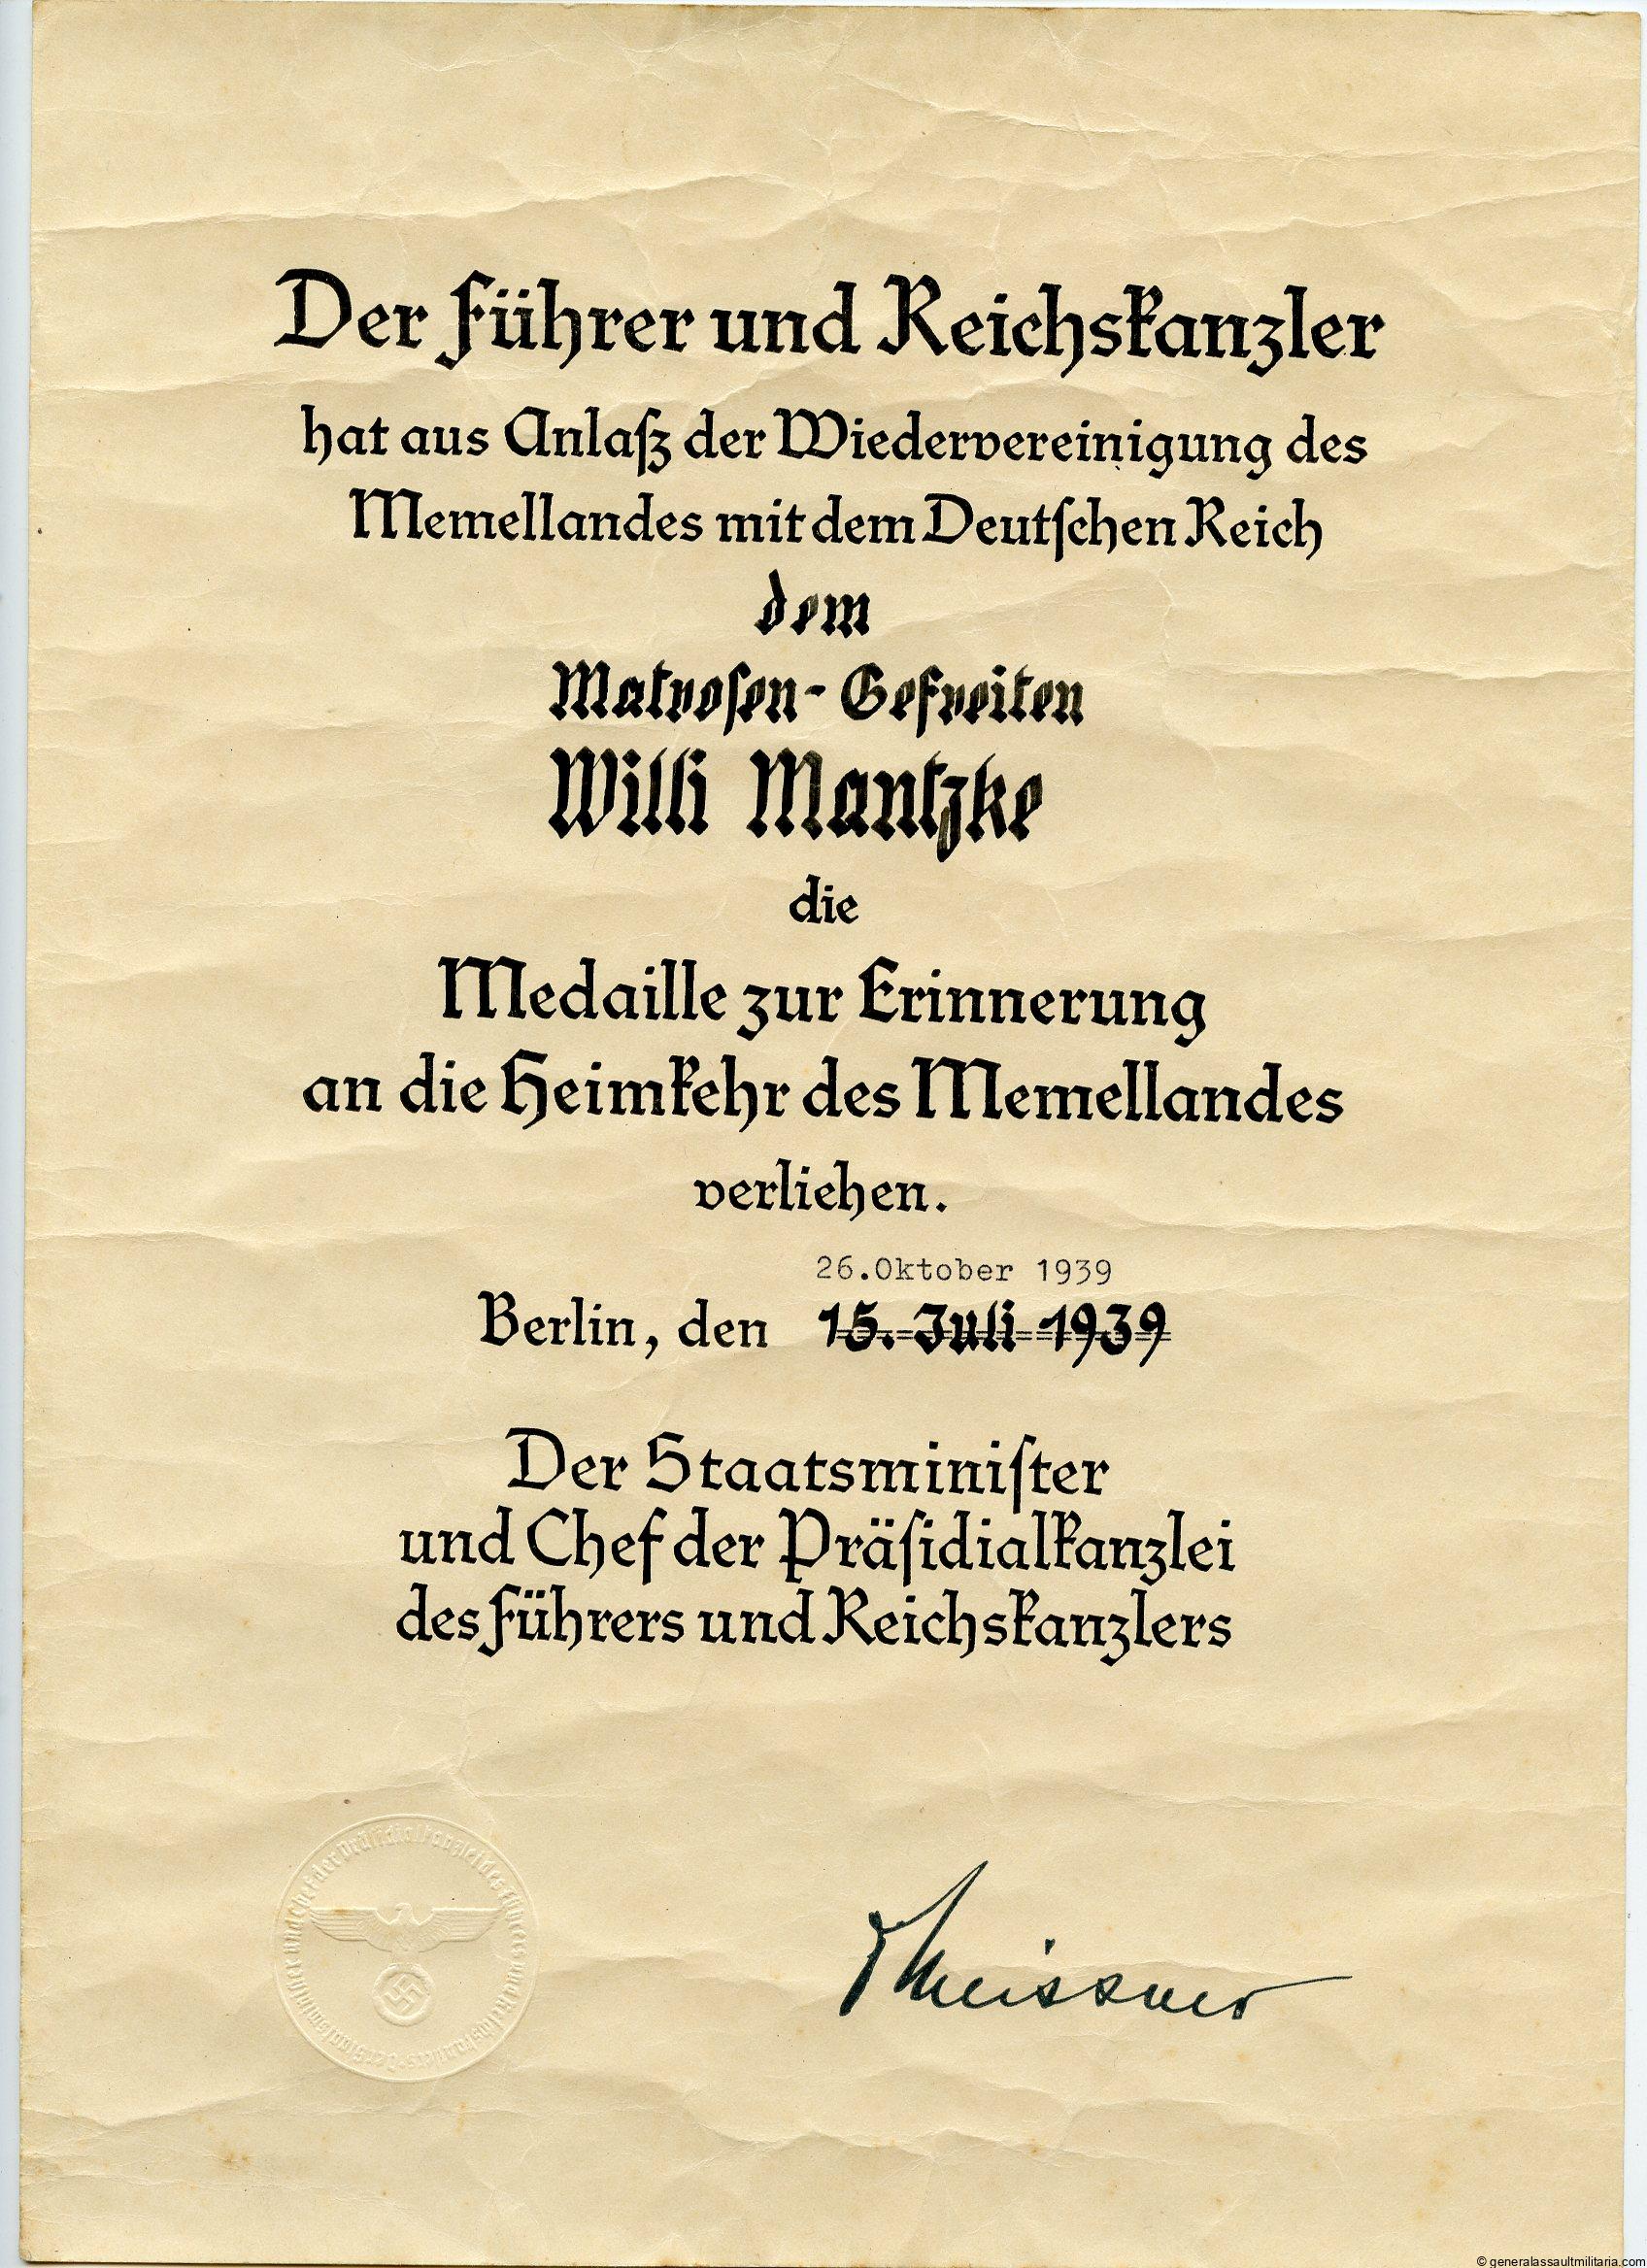 Der Führer und Reichskanzler
hat aus Anlaß der Wiedervereinigung des
Memellandes mit dem Deutschen Reich
dem
Matrosen-Gefreiten
Willi Mantzke
die
Medaille zur Erinnerung
an die Heimkehr des Memellandes
verliehen.
26.Oktober 1939
Berlin, den 15. Juli 1939
Der Staatsminister
und Chef der Präsidialkanzlei
des Führers und Reichskanzlers
Meissner
© generalassaultmilitaria.com